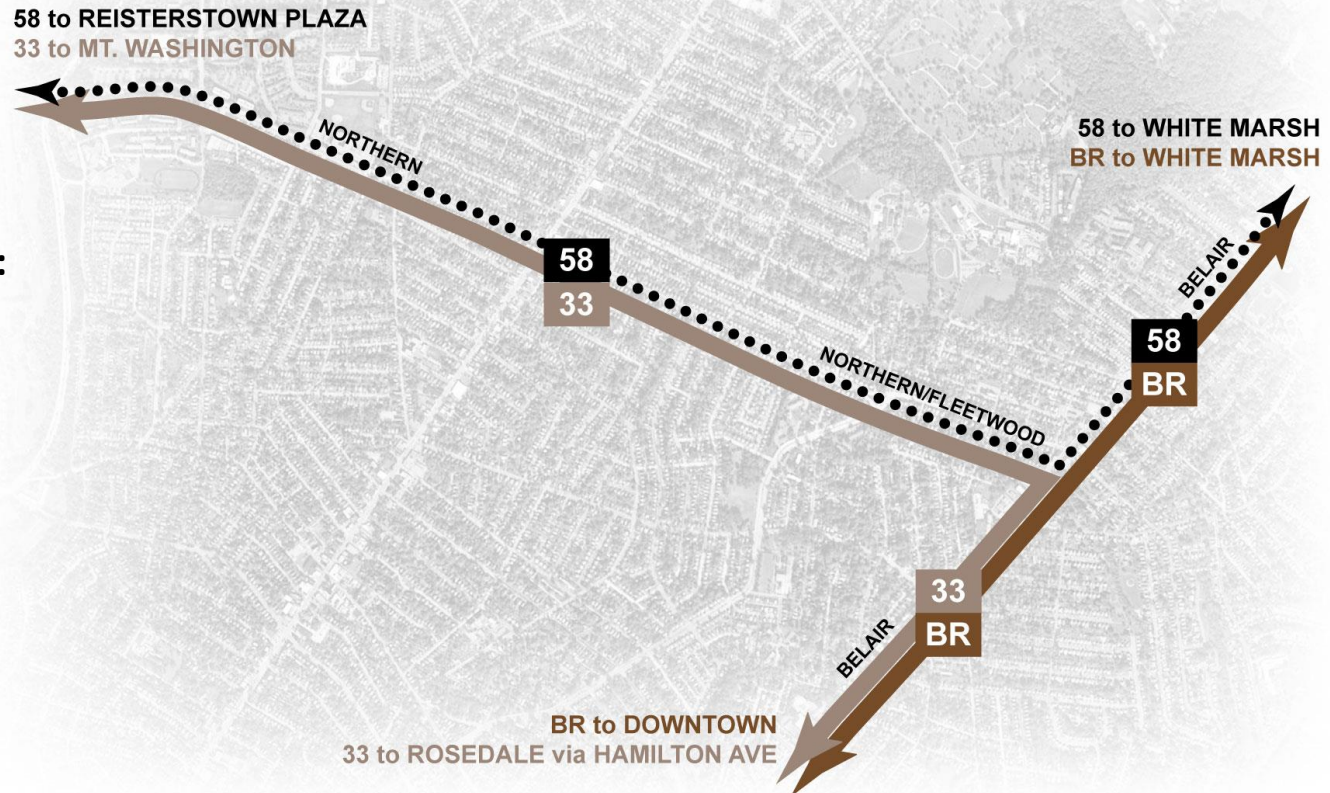 58 to REISTERSTOWN PLAZA
33 to MT. WASHINGTON
58 to WHITE MARSH
BR to WHITE MARSH
NORTHERN
:
58
33
BELAIR
58
BR
NORTHERN/FLEETWOOD
33
BR
BELAIR
BR to DOWNTOWN
33 to ROSEDALE via HAMILTON AVE